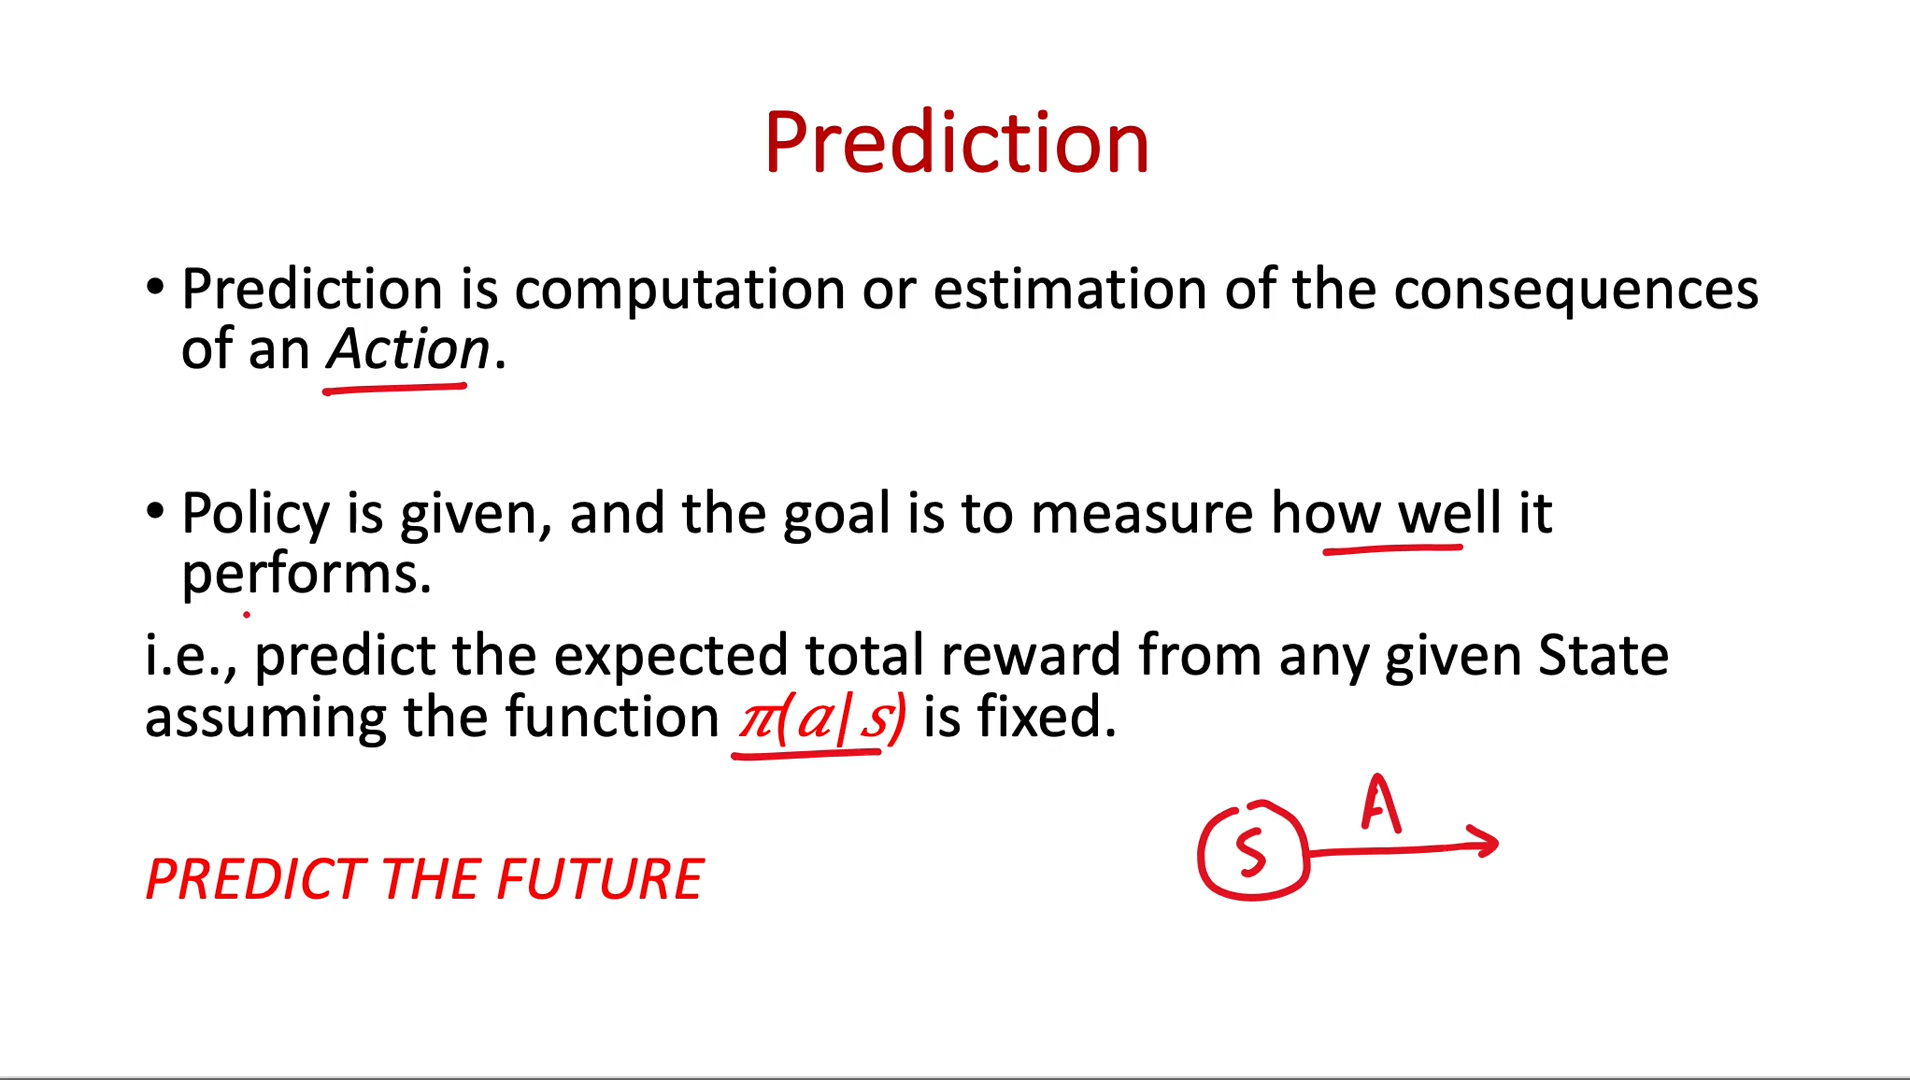 Prediction
• Prediction is computation or estimation of the consequences
of an Action.
• Policy is given, and the goal is to measure how well it
performs.
i.e., predict the expected total reward from any given State
assuming the function π(a|s) is fixed.
A
S
PREDICT THE FUTURE